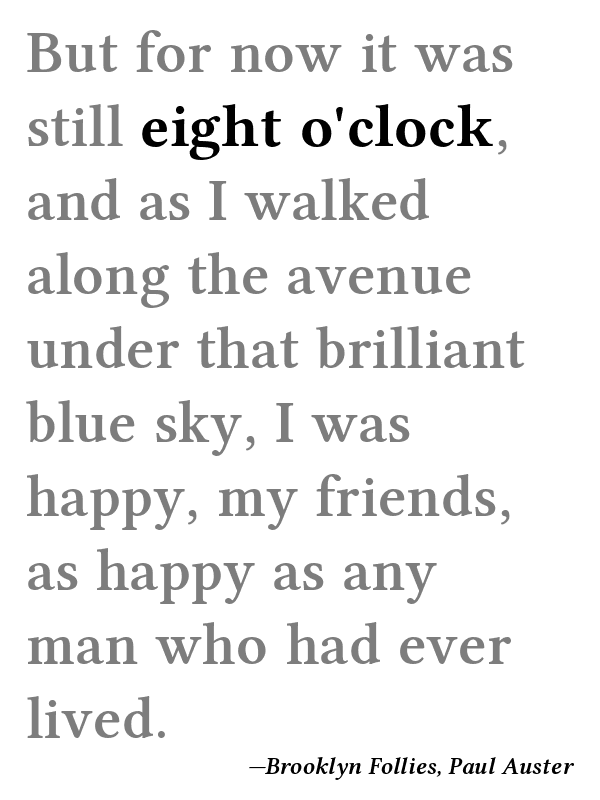 But for now it was
still eight o'clock,
and as I walked
along the avenue
under that brilliant
blue sky, I was
happy, my friends,
as happy as any
man who had ever
lived.
—Brooklyn Follies, Paul Auster